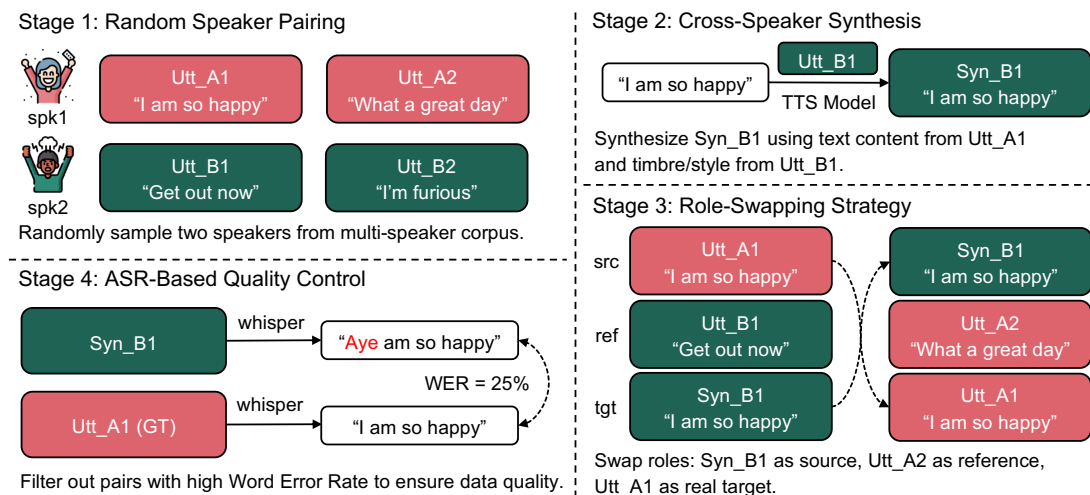 Stage 1: Random Speaker Pairing
spk1
Utt_A1
“I am so happy”
Utt_A2
“What a great day”
spk2
Utt_B1
“Get out now”
Utt_B2
“I’m furious”
Randomly sample two speakers from multi-speaker corpus.
Stage 2: Cross-Speaker Synthesis
“I am so happy”
Utt_B1
TTS Model
Syn_B1
“I am so happy”
Synthesize Syn_B1 using text content from Utt_A1
and timbre/style from Utt_B1.
Stage 3: Role-Swapping Strategy
src
Utt_A1
“I am so happy”
Syn_B1
“I am so happy”
ref
Utt_B1
“Get out now”
Utt_A2
“What a great day”
tgt
Syn_B1
“I am so happy”
Utt_A1
“I am so happy”
Swap roles: Syn_B1 as source, Utt_A2 as reference,
Utt_A1 as real target.
Stage 4: ASR-Based Quality Control
Syn_B1
whisper
“Aye am so happy”
WER = 25%
Utt_A1 (GT)
whisper
“I am so happy”
Filter out pairs with high Word Error Rate to ensure data quality.